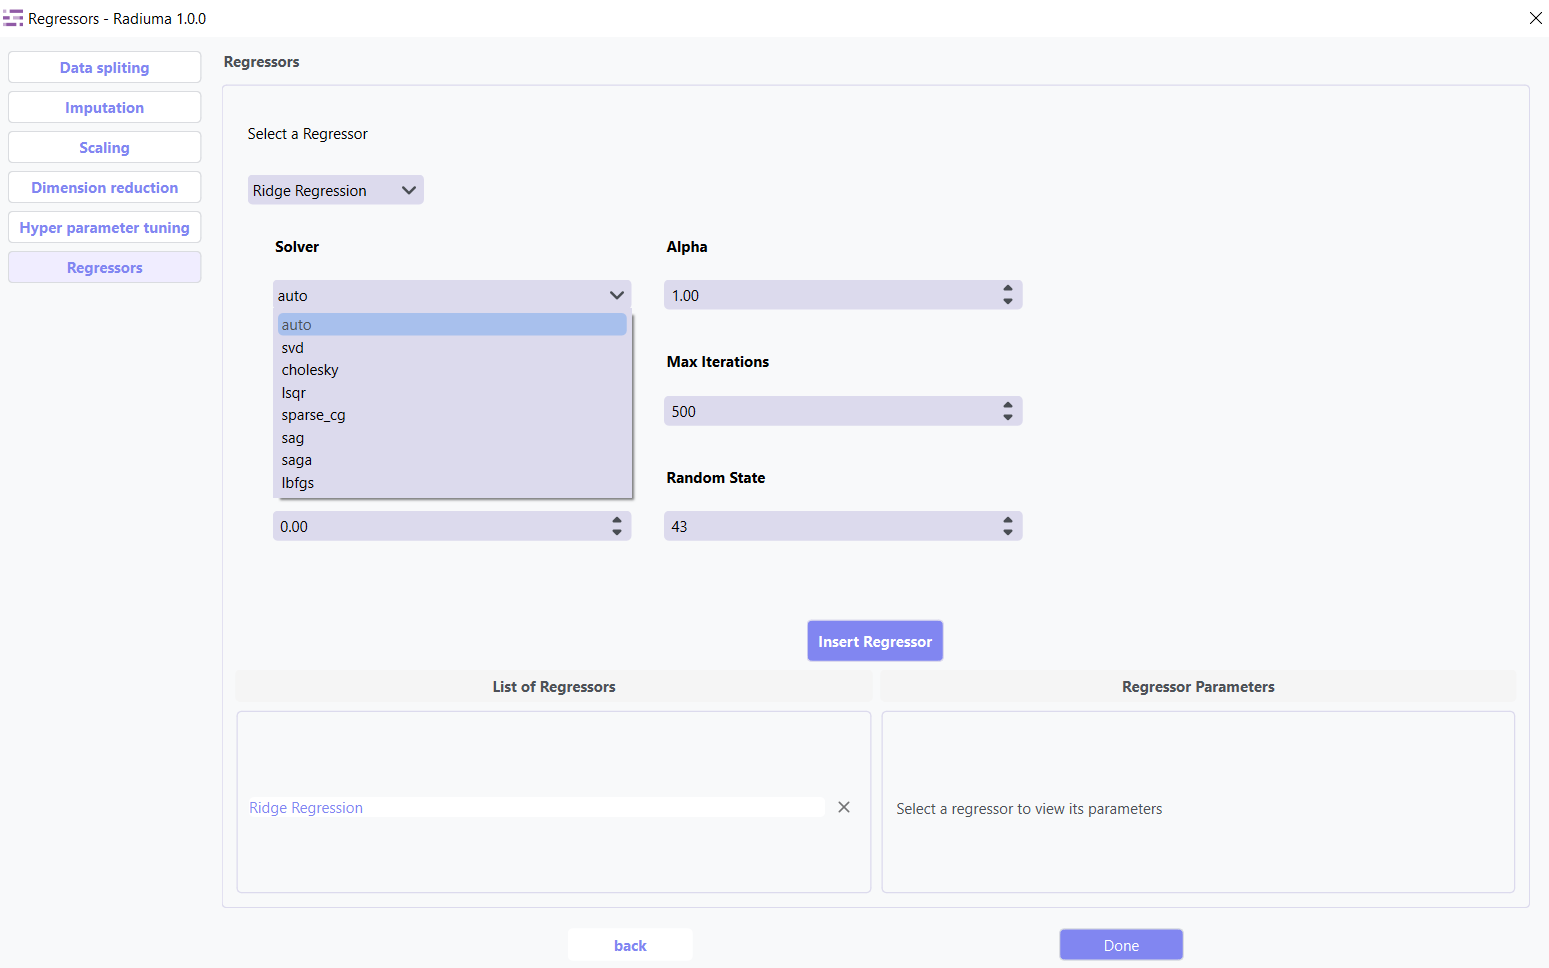 Regressors - Radiuma 1.0.0
Data spliting
Imputation
Scaling
Dimension reduction
Hyper parameter tuning
Regressors
Regressors
Select a Regressor
Ridge Regression
Solver
Alpha
auto
1.00
auto
svd
cholesky
lsqr
sparse_cg
sag
saga
lbfgs
Max Iterations
500
Random State
0.00
43
Insert Regressor
List of Regressors
Regressor Parameters
Ridge Regression
Select a regressor to view its parameters
back
Done